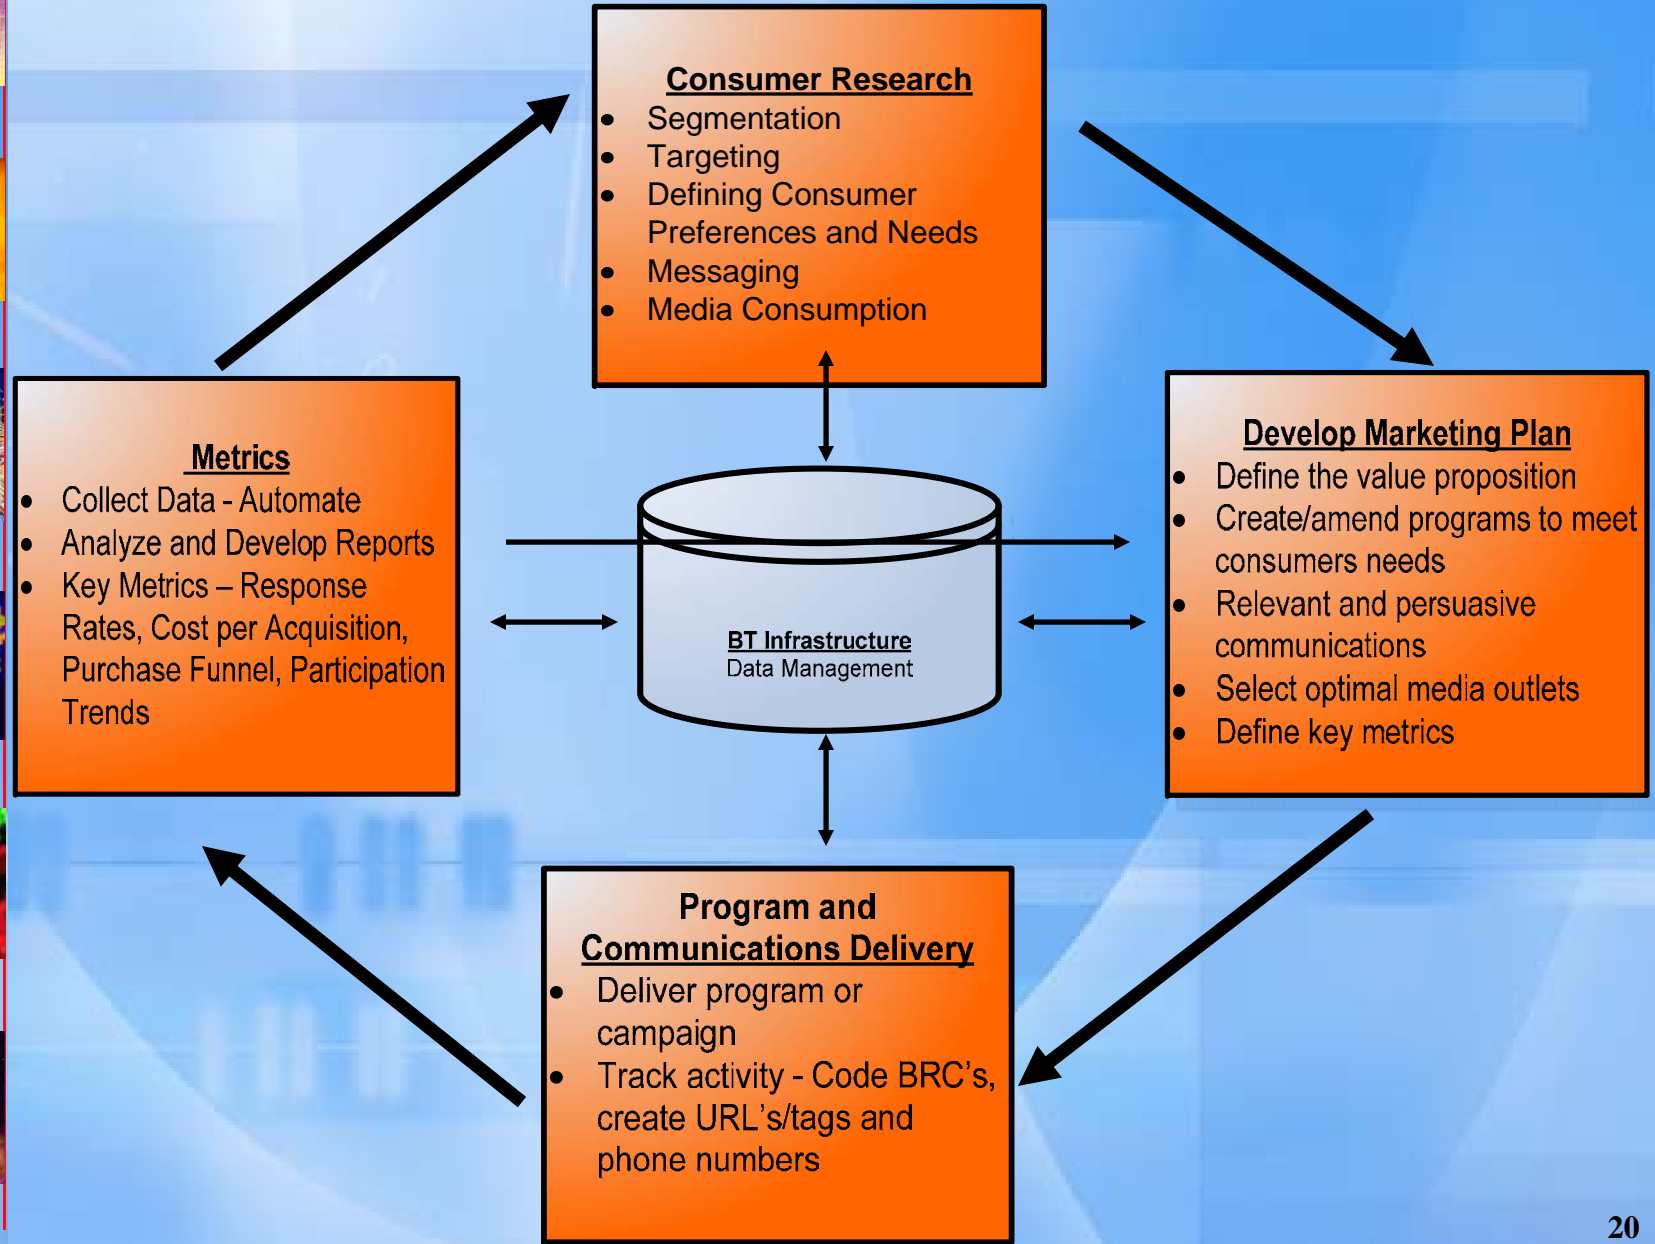 Consumer Research
• Segmentation
• Targeting
• Defining Consumer
Preferences and Needs
• Messaging
• Media Consumption
Metrics
• Collect Data - Automate
• Analyze and Develop Reports
• Key Metrics – Response
Rates, Cost per Acquisition,
Purchase Funnel, Participation
Trends
BT Infrastructure
Data Management
Develop Marketing Plan
• Define the value proposition
• Create/amend programs to meet
consumers needs
• Relevant and persuasive
communications
• Select optimal media outlets
• Define key metrics
Program and
Communications Delivery
• Deliver program or
campaign
• Track activity - Code BRC’s,
create URL’s/tags and
phone numbers
20